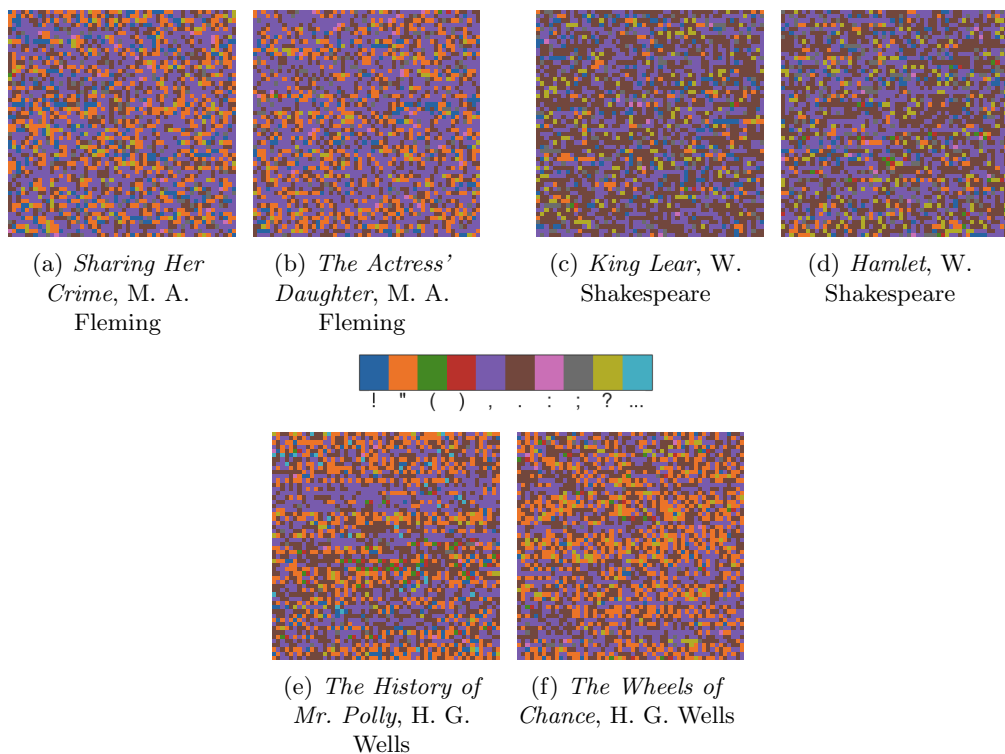 (a) Sharing Her
Crime, M. A.
Fleming
(b) The Actress'
Daughter, M. A.
Fleming
(c) King Lear, W.
Shakespeare
(d) Hamlet, W.
Shakespeare
! " ( ) , . : ; ? ...
(e) The History of
Mr. Polly, H. G.
Wells
(f) The Wheels of
Chance, H. G. Wells